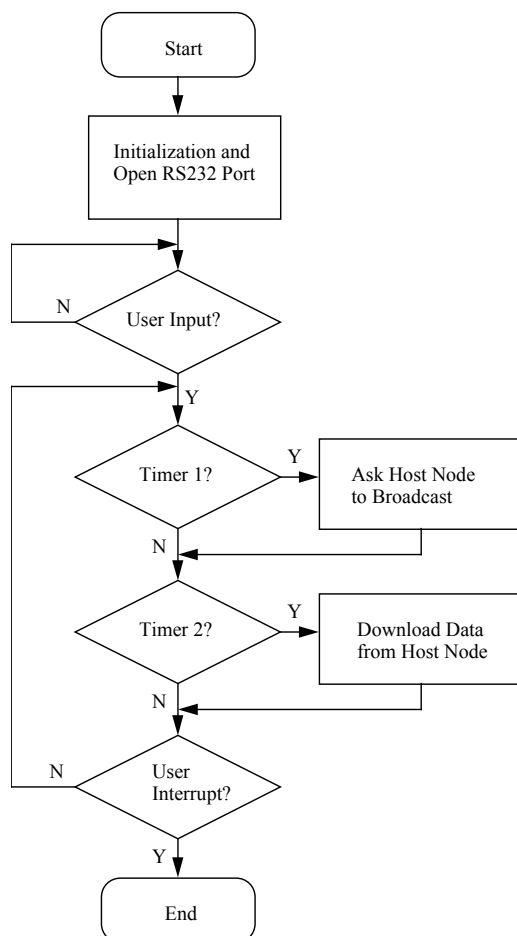 Start
Initialization and
Open RS232 Port
N
User Input?
Y
Timer 1?
Y
Ask Host Node
to Broadcast
N
Timer 2?
Y
Download Data
from Host Node
N
N
User
Interrupt?
Y
End